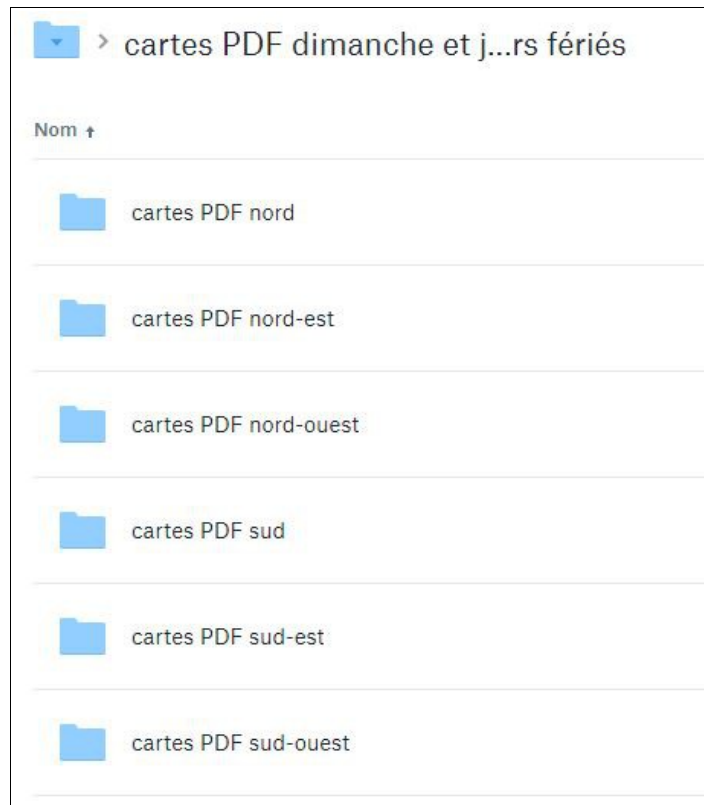 > cartes PDF dimanche et j...rs fériés
Nom ↑
cartes PDF nord
cartes PDF nord-est
cartes PDF nord-ouest
cartes PDF sud
cartes PDF sud-est
cartes PDF sud-ouest